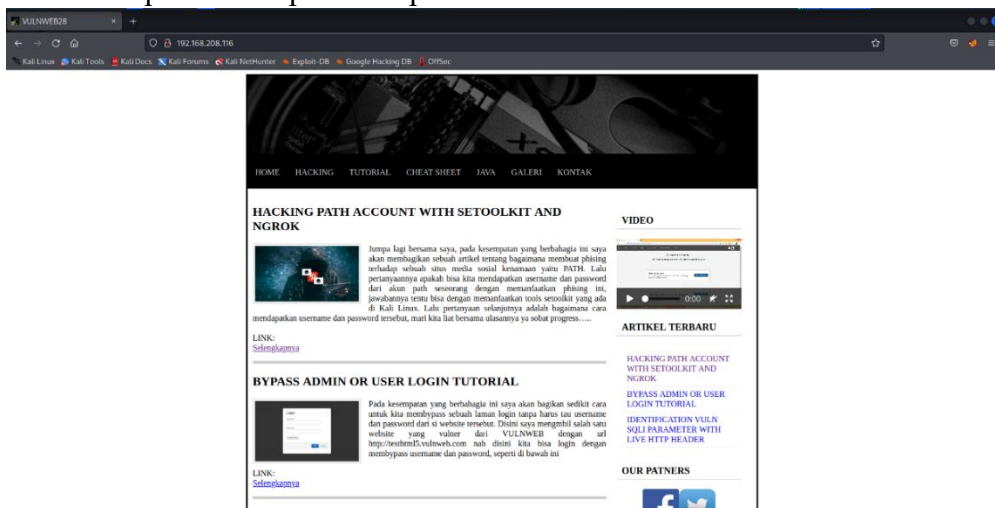 VULNWEB28
192.168.208.116
Kali Linux Kali Tools Kali Docs Kali Forums Kali NetHunter Exploit-DB Google Hacking DB OffSec
HOME HACKING TUTORIAL CHEAT SHEET JAVA GALERI KONTAK
HACKING PATH ACCOUNT WITH SETOOLKIT AND
NGROK
Jumpa lagi bersama saya, pada kesempatan yang berbahagia ini saya
akan membagikan sebuah artikel tentang bagaimana membuat phising
terhadap sebuah situs media sosial kenamaan yaitu PATH. Lalu
pertanyaannya apakah bisa kita mendapatkan username dan password
dari akun path seseorang dengan memanfaatkan phising ini,
jawabannya tentu bisa dengan memanfaatkan tools setoolkit yang ada
di Kali Linux. Lalu pertanyaan selanjutnya adalah bagaimana cara
mendapatkan username dan password tersebut, mari kita liat bersama ulasannya ya sobat progress…..
LINK:
Selengkapnya
BYPASS ADMIN OR USER LOGIN TUTORIAL
Pada kesempatan yang berbahagia ini saya akan bagikan sedikit cara
untuk kita membypass sebuah laman login tanpa harus tau username
dan password dari si website tersebut. Disini saya mengmbil salah satu
website yang vulner dari VULNWEB dengan url
http://testhtml5.vulnweb.com nah disini kita bisa login dengan
membypass username dan password, seperti di bawah ini
LINK:
Selengkapnya
VIDEO
0:00
ARTIKEL TERBARU
HACKING PATH ACCOUNT
WITH SETOOLKIT AND
NGROK
BYPASS ADMIN OR USER
LOGIN TUTORIAL
IDENTIFICATION VULN
SQLI PARAMETER WITH
LIVE HTTP HEADER
OUR PATNERS